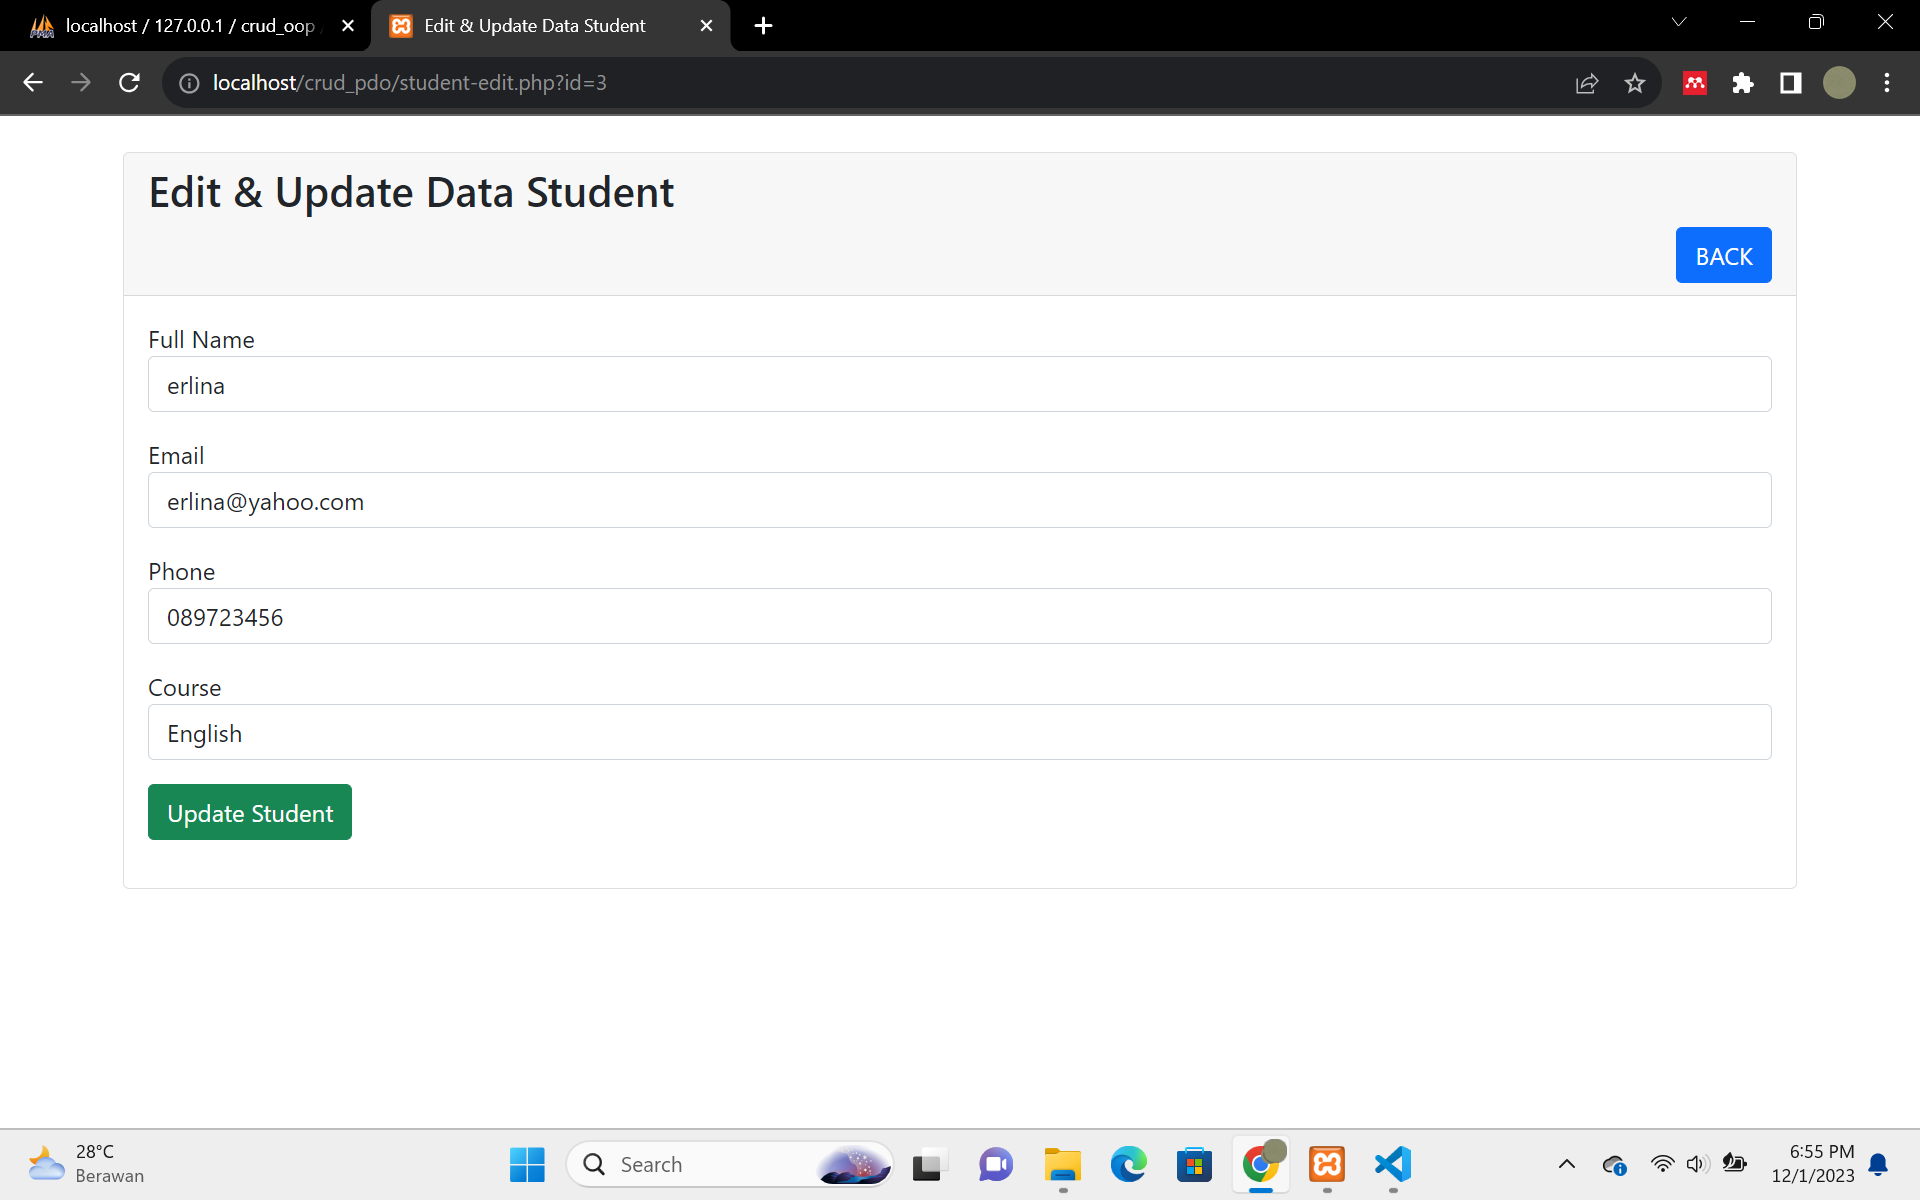 localhost / 127.0.0.1 / crud_oop
Edit & Update Data Student
localhost/crud_pdo/student-edit.php?id=3
Edit & Update Data Student
BACK
Full Name
erlina
Email
erlina@yahoo.com
Phone
089723456
Course
English
Update Student
28°C
Berawan
Search
6:55 PM
12/1/2023